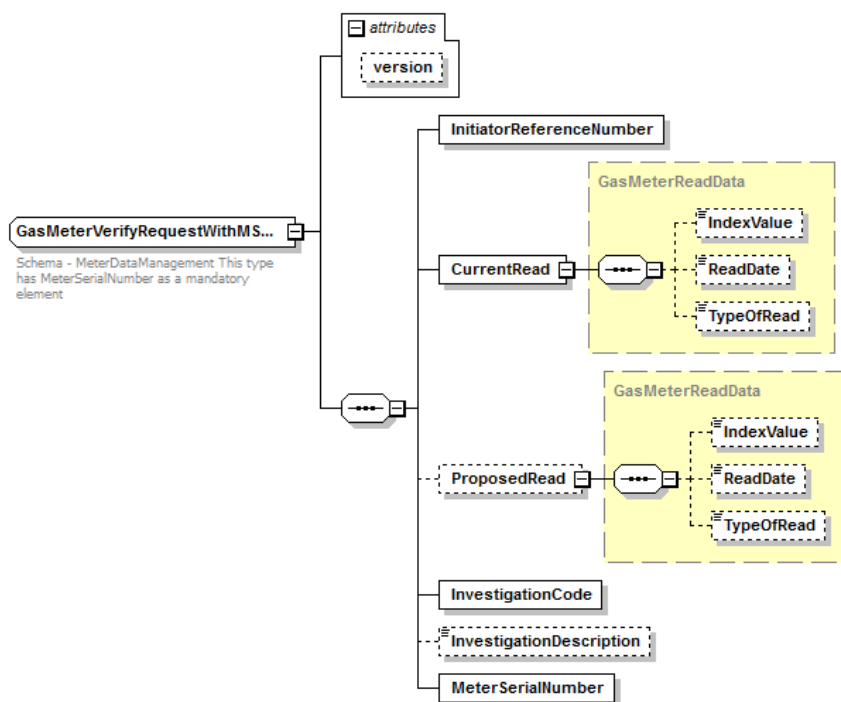 attributes
version
InitiatorReferenceNumber
GasMeterReadData
IndexValue
GasMeterVerifyRequestWithMS...
CurrentRead
ReadDate
Schema - MeterDataManagement This type
has MeterSerialNumber as a mandatory
element
TypeOfRead
GasMeterReadData
IndexValue
ProposedRead
ReadDate
TypeOfRead
InvestigationCode
InvestigationDescription
MeterSerialNumber